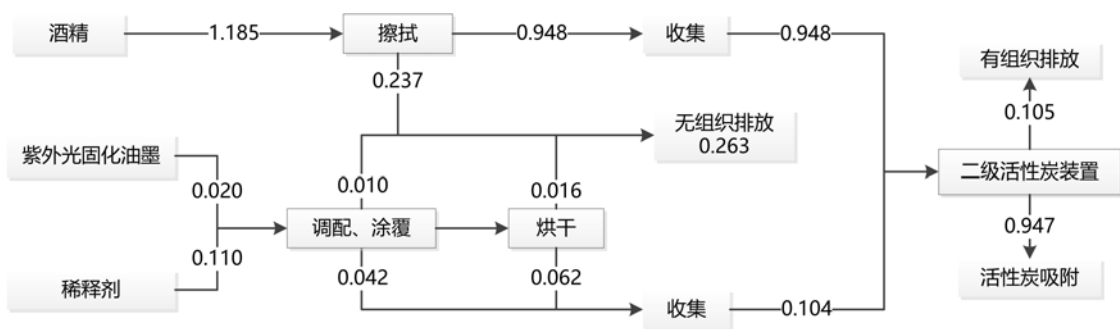 酒精
1.185
擦拭
0.948
收集
0.948
0.237
有组织排放
0.105
无组织排放
0.263
紫外光固化油墨
0.020
0.010
0.016
二级活性炭装置
调配、涂覆
烘干
0.947
0.110
0.042
0.062
稀释剂
收集
0.104
活性炭吸附